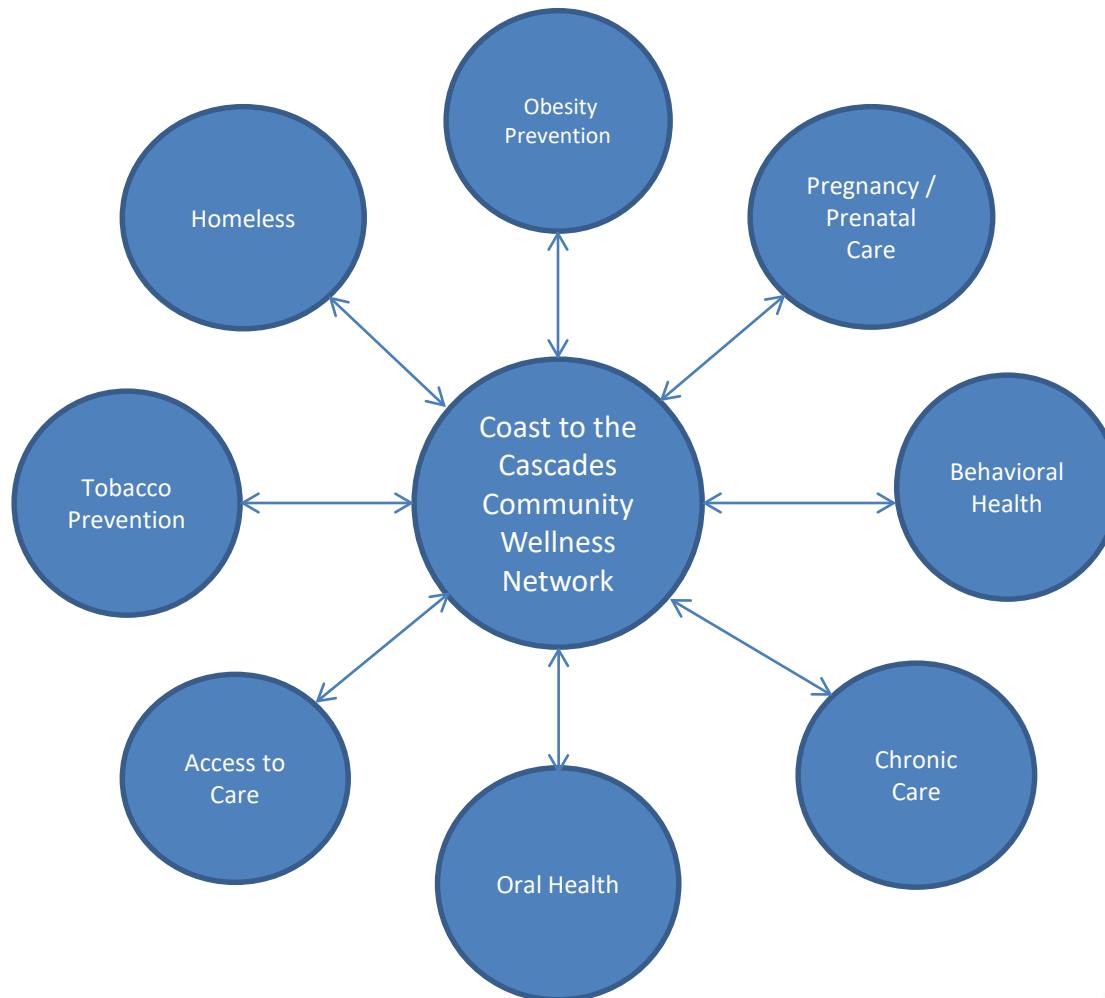 Obesity
Prevention
Pregnancy /
Prenatal
Care
Homeless
Coast to the
Cascades
Community
Wellness
Network
Behavioral
Health
Tobacco
Prevention
Access to
Care
Chronic
Care
Oral Health